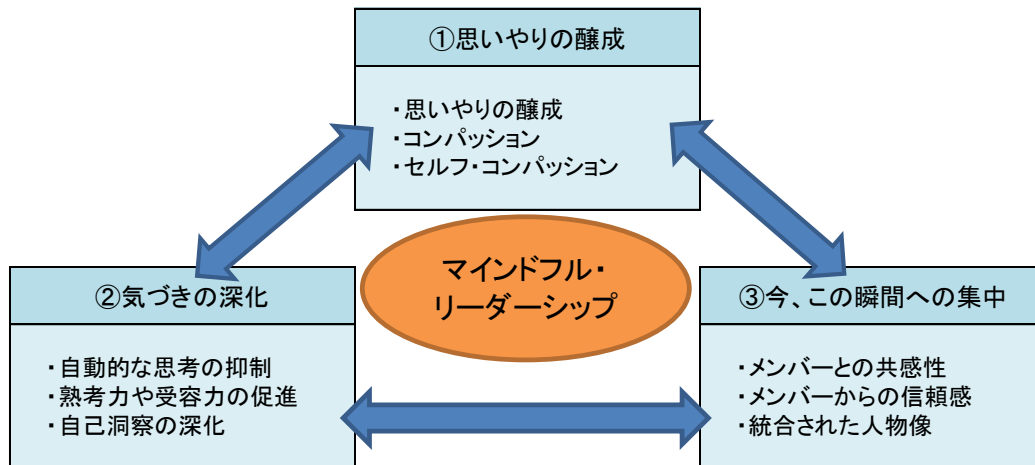 ①思いやりの醸成
・思いやりの醸成
・コンパッション
・セルフ・コンパッション
マインドフル・
リーダーシップ
②気づきの深化
・自動的な思考の抑制
・熟考力や受容力の促進
・自己洞察の深化
③今、この瞬間への集中
・メンバーとの共感性
・メンバーからの信頼感
・統合された人物像